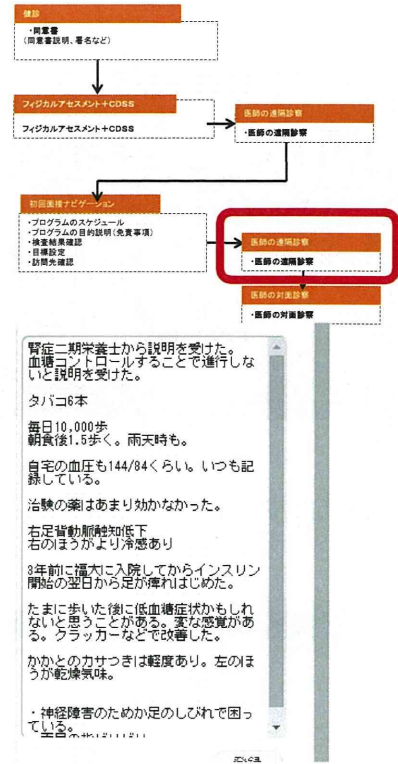 健診
・同意書
(同意書説明、署名など)
フィジカルアセスメント+CDSS
フィジカルアセスメント+CDSS
医師の遠隔診察
・医師の遠隔診察
初回面接ナビゲーション
・プログラムのスケジュール
・プログラムの目的説明(免責事項)
・検査結果確認
・目標設定
・訪問先確認
医師の遠隔診察
・医師の遠隔診察
医師の対面診察
・医師の対面診察
腎症二期栄養士から説明を受けた。
血糖コントロールすることで進行しな
いと説明を受けた。
タバコ6本
毎日10,000歩
朝食後1.5歩く。雨天時も。
自宅の血圧も144/84くらい。いつも記
録している。
治験の薬はあまり効かなかった。
右足背動脈触知低下
右のほうがより冷感あり
3年前に福大に入院してからインスリン
開始の翌日から足が痺れはじめた。
たまに歩いた後に低血糖症状かもしれ
ないと思うことがある。変な感覚があ
る。クラッカーなどで改善した。
かかとのカサつきは軽度あり。左のほ
うが乾燥気味。
・神経障害のためか足のしびれで困っ
ている。